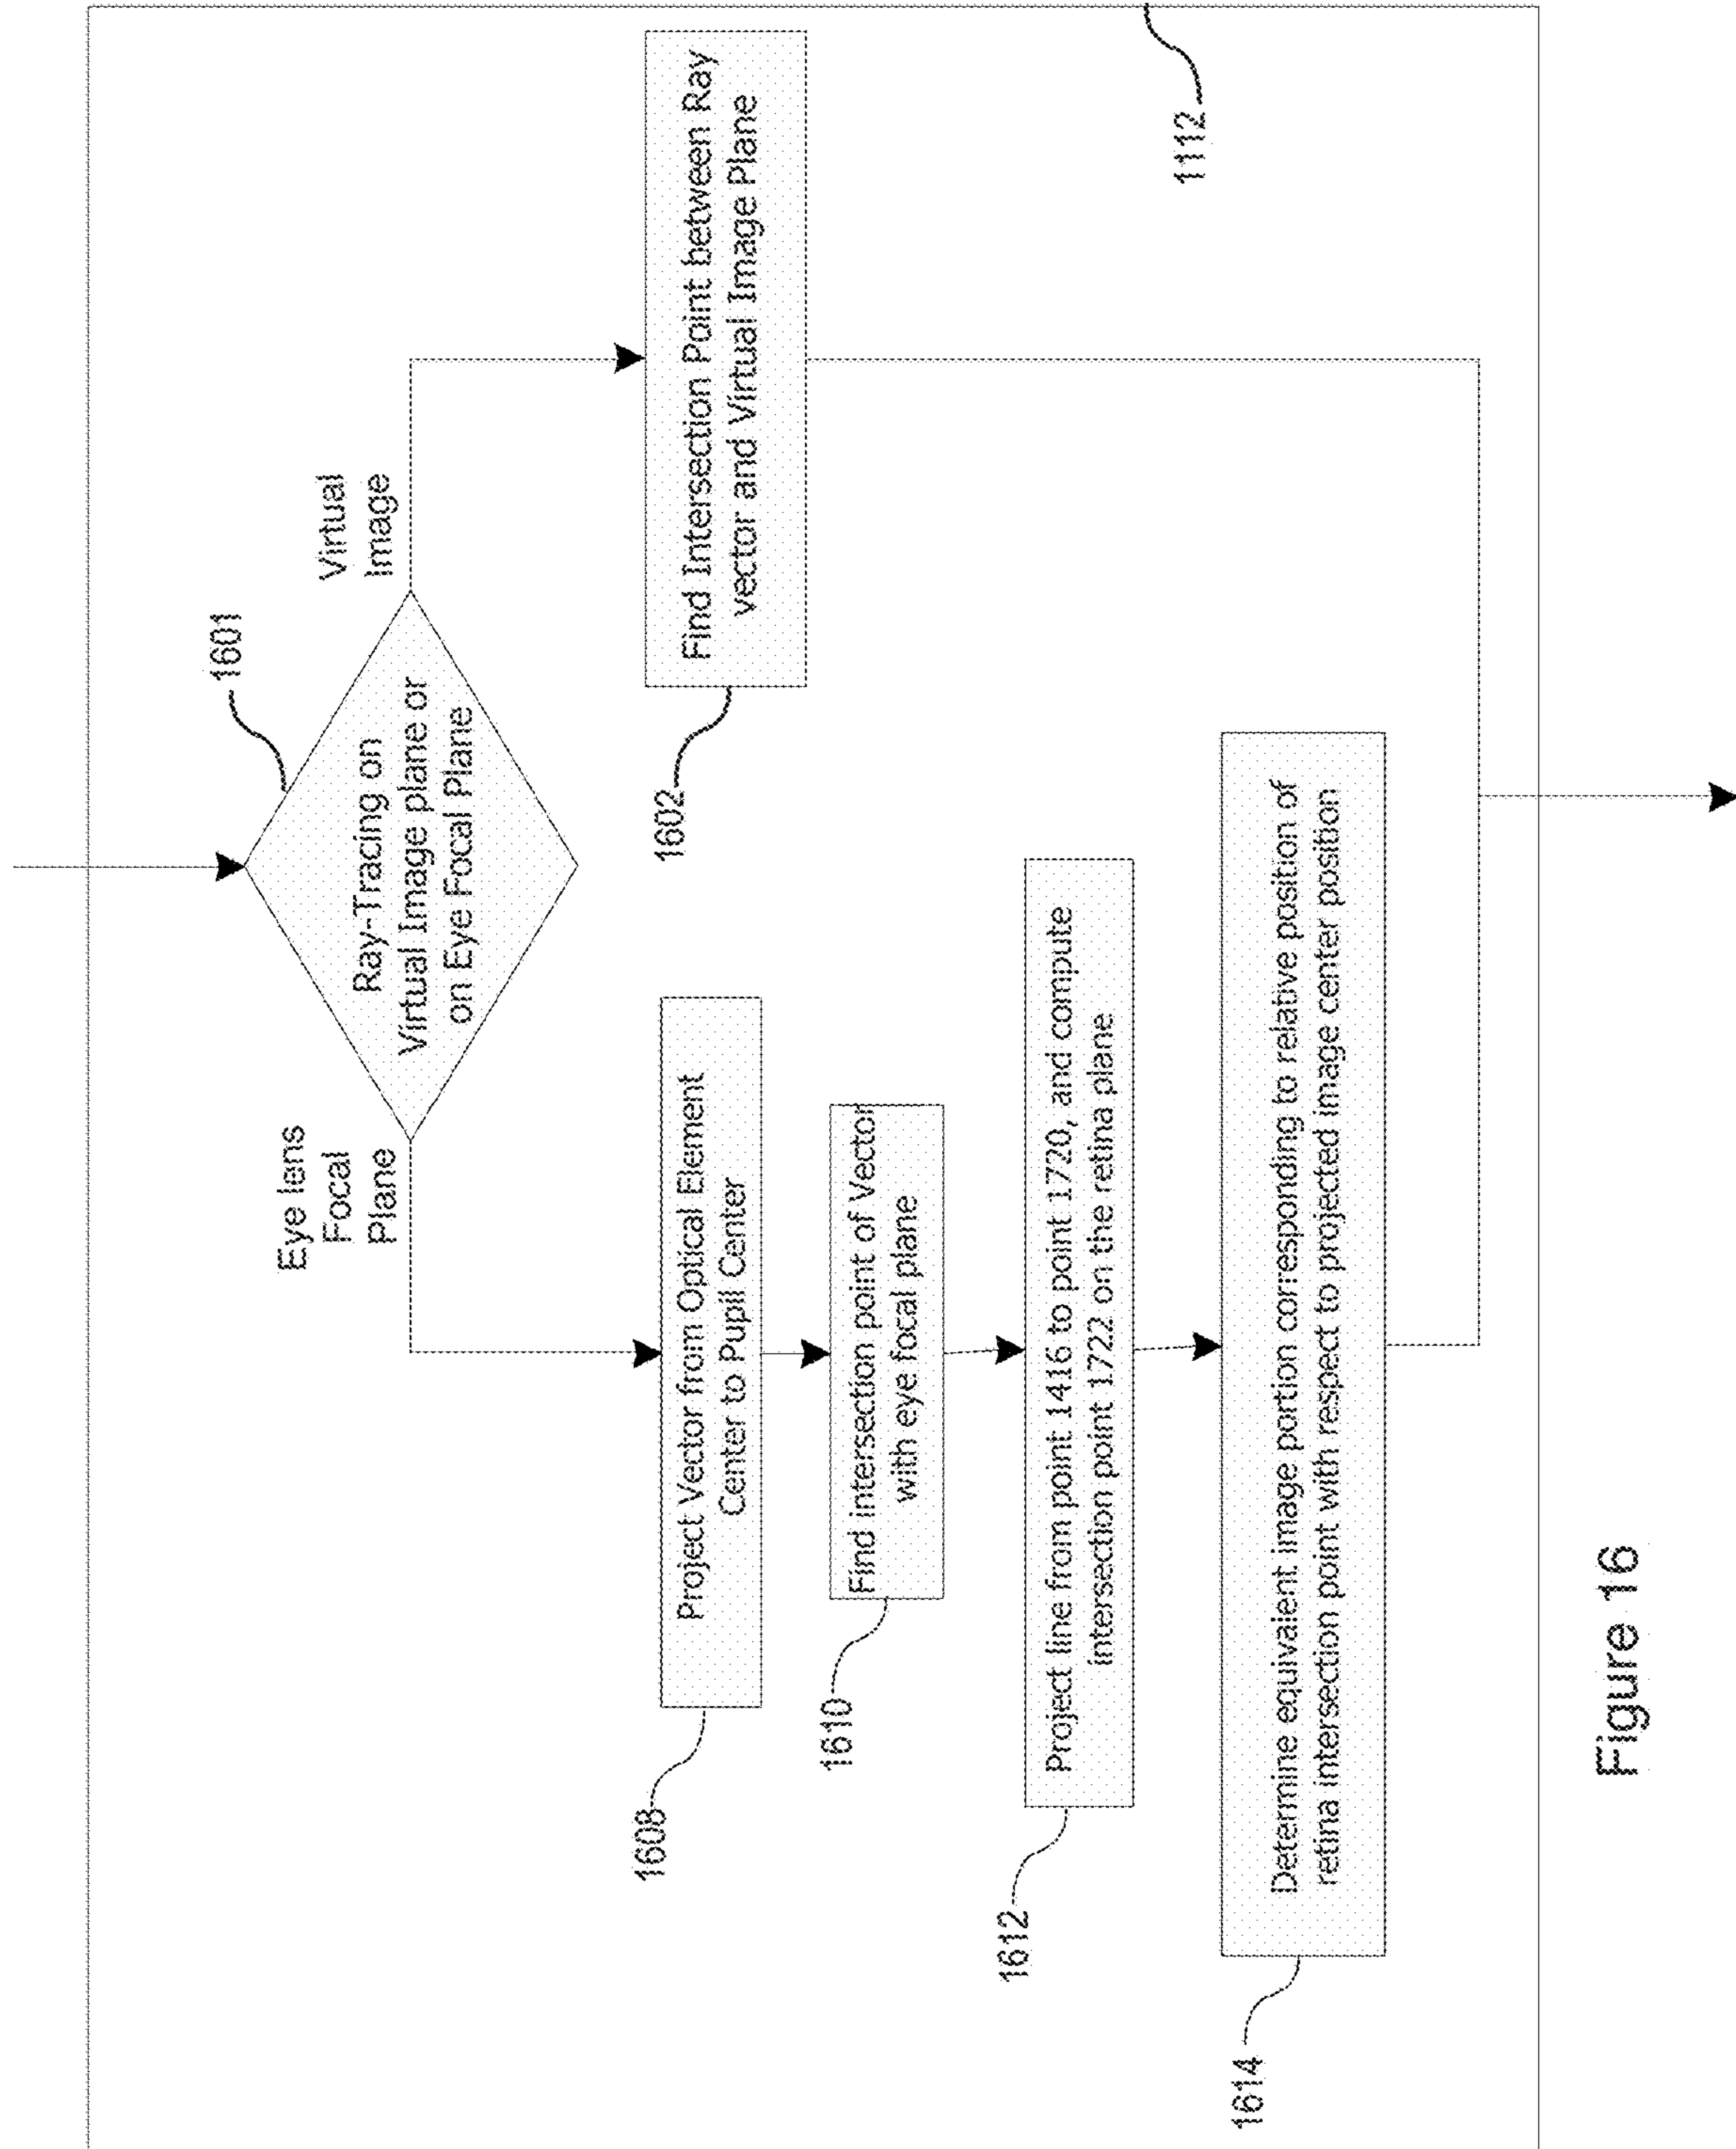 1601
Ray-Tracing on
Virtual Image plane or
on Eye Focal Plane
Eye lens
Focal
Plane
Virtual
Image
1602
Find Intersection Point between Ray
vector and Virtual Image Plane
1608
Project Vector from Optical Element
Center to Pupil Center
1610
Find intersection point of Vector
with eye focal plane
1612
Project line from point 1416 to point 1720, and compute
intersection point 1722 on the retina plane
1614
Determine equivalent image portion corresponding to relative position of
retina intersection point with respect to projected image center position
1112
Figure 16